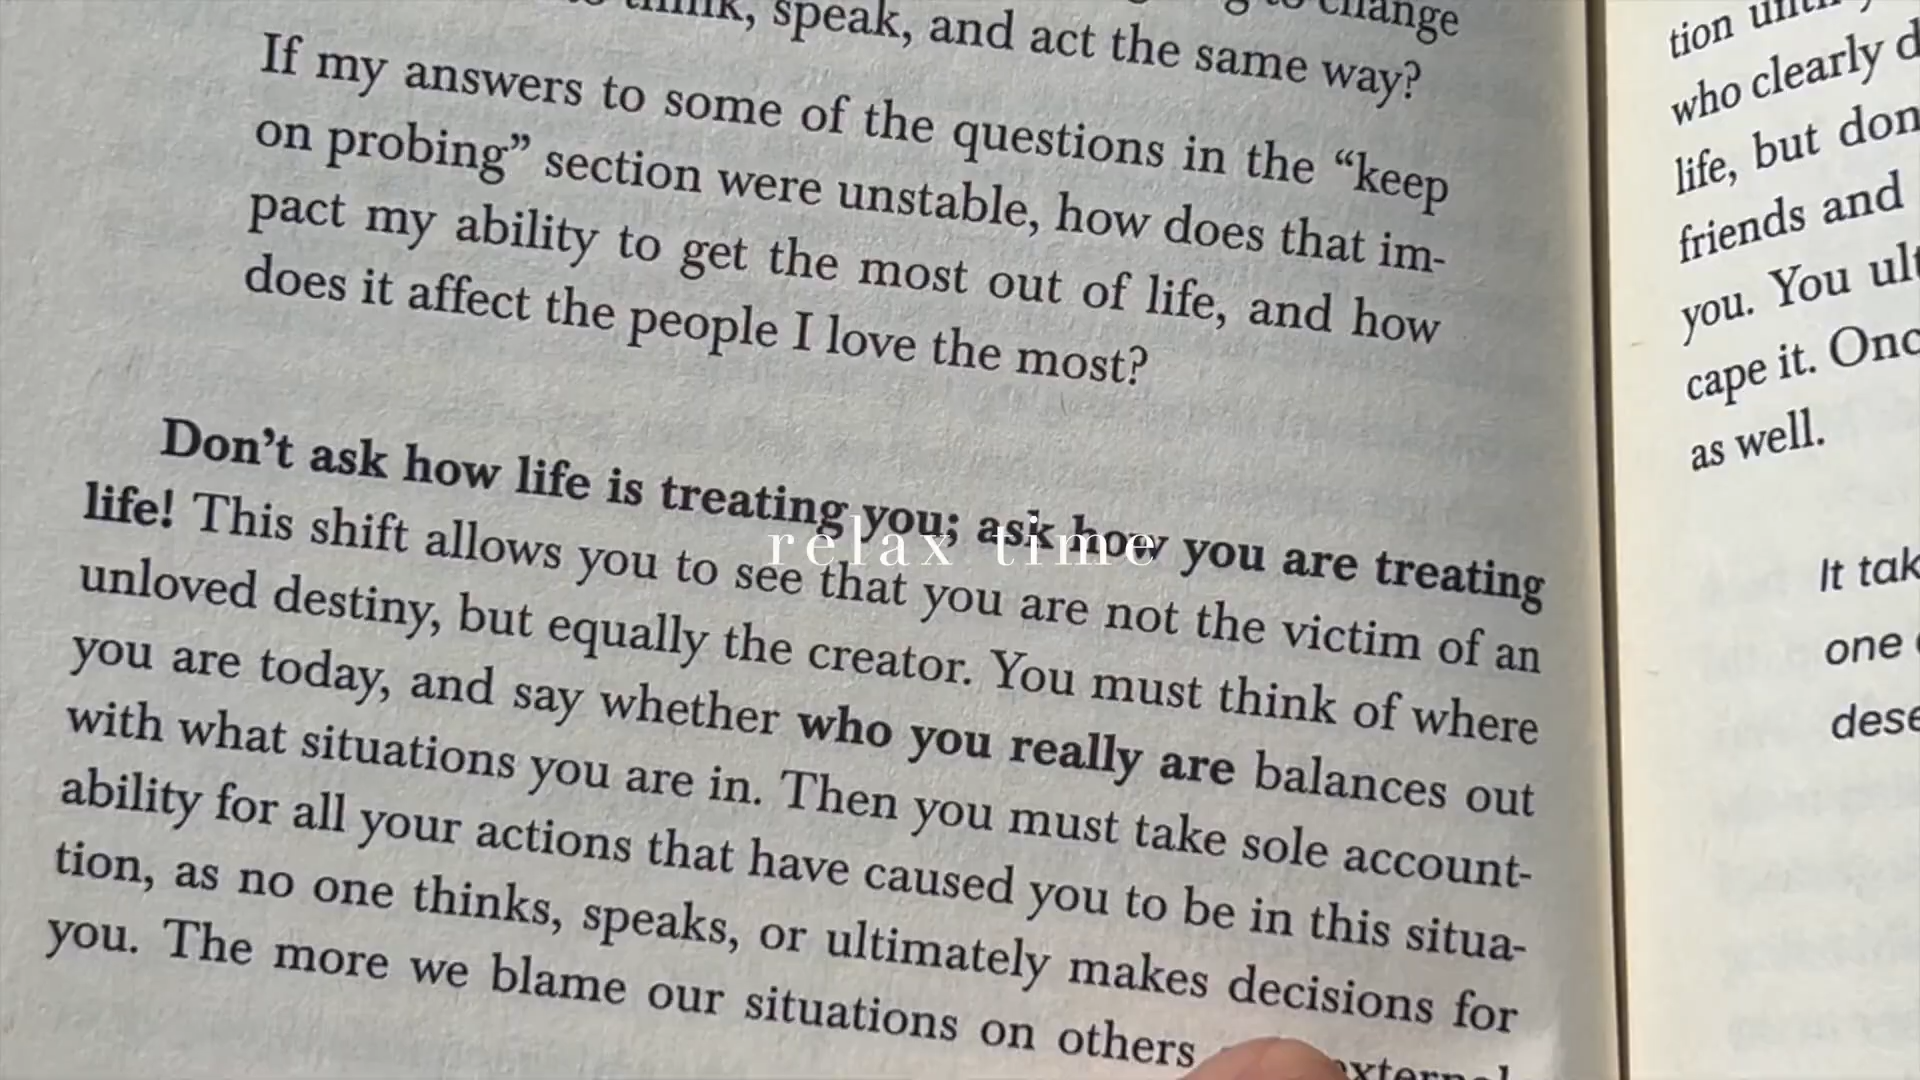 think, speak, and act the same way?
If my answers to some of the questions in the “keep
on probing” section were unstable, how does that im-
pact my ability to get the most out of life, and how
does it affect the people I love the most?
Don’t ask how life is treating you; ask how you are treating
life! This shift allows you to see that you are not the victim of an
unloved destiny, but equally the creator. You must think of where
you are today, and say whether who you really are balances out
with what situations you are in. Then you must take sole account-
ability for all your actions that have caused you to be in this situa-
tion, as no one thinks, speaks, or ultimately makes decisions for
you. The more we blame our situations on others
relax time
tion
who clearly
life, but
friends and
you. You
cape it.
as well.
It
one